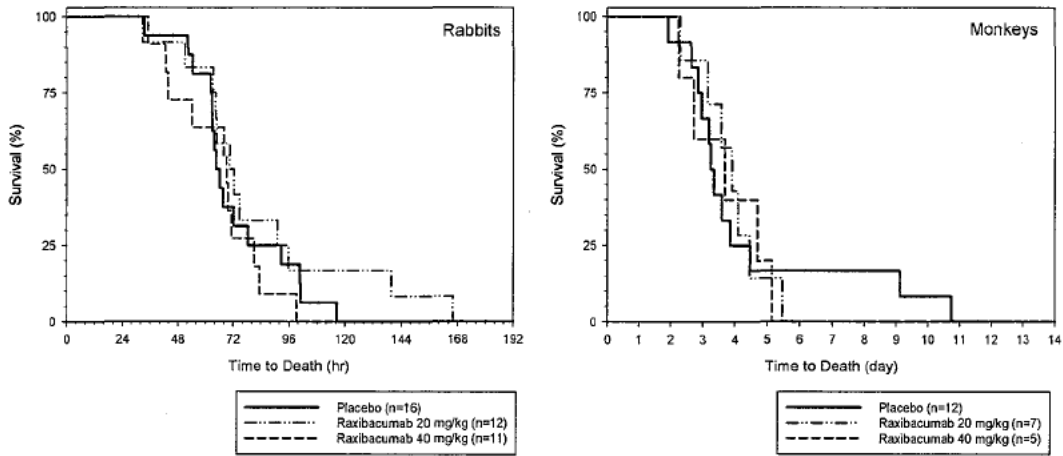 Rabbits
100
75
50
25
0
Survival (%)
0 24 48 72 96 120 144 168 192
Time to Death (hr)
Placebo (n=16)
Raxibacumab 20 mg/kg (n=12)
Raxibacumab 40 mg/kg (n=11)
Monkeys
100
75
50
25
0
Survival (%)
0 1 2 3 4 5 6 7 8 9 10 11 12 13 14
Time to Death (day)
Placebo (n=12)
Raxibacumab 20 mg/kg (n=7)
Raxibacumab 40 mg/kg (n=5)